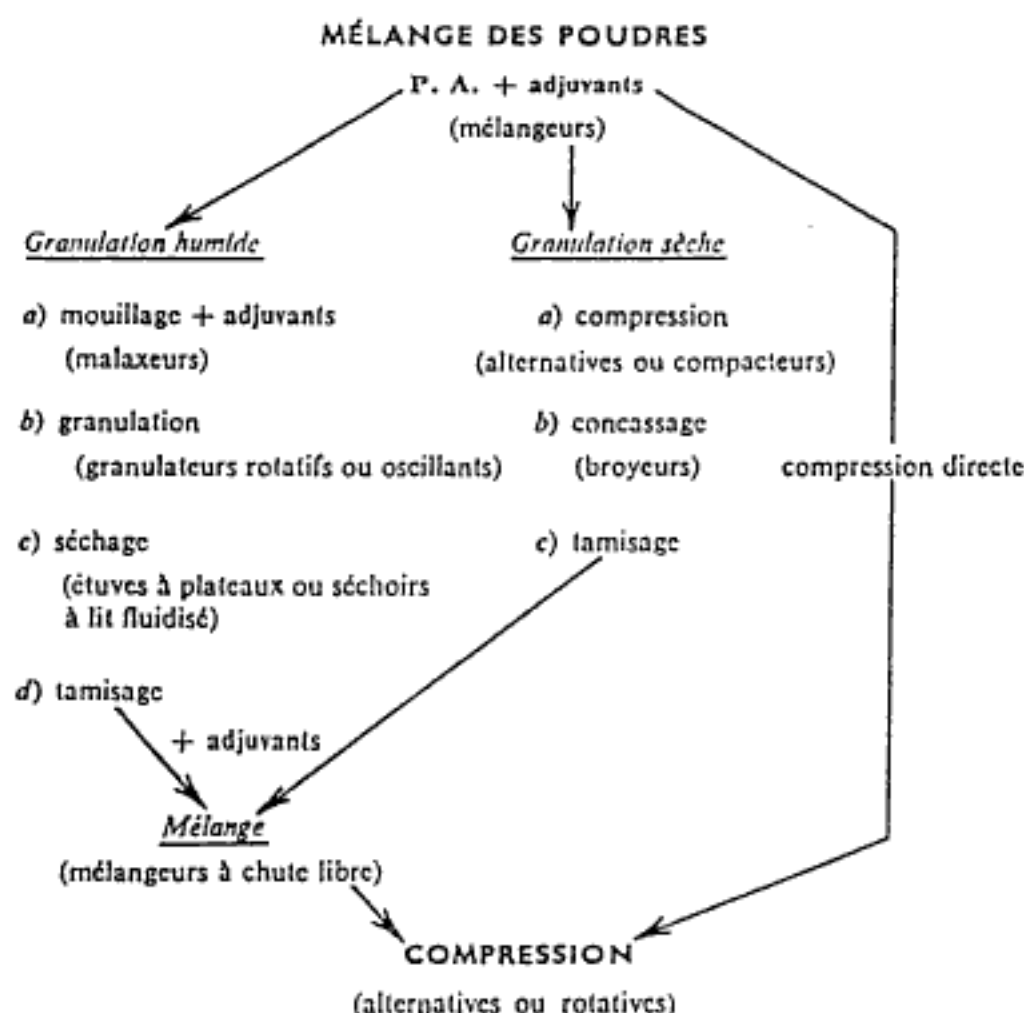 MÉLANGE DES POUDRES
P. A. + adjuvants
(mélangeurs)
Granulation humide
a) mouillage + adjuvants
(malaxeurs)
b) granulation
(granulateurs rotatifs ou oscillants)
c) séchage
(étuves à plateaux ou séchoirs
à lit fluidisé)
d) tamisage
Granulation sèche
a) compression
(alternatives ou compacteurs)
b) concassage
(broyeurs)
c) tamisage
compression directe
+ adjuvants
Mélange
(mélangeurs à chute libre)
COMPRESSION
(alternatives ou rotatives)